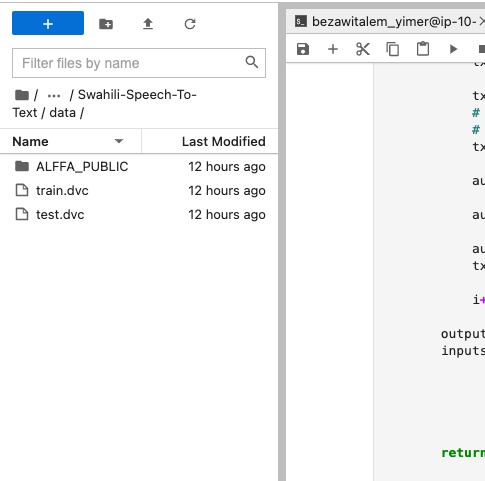 bezawitalem_yimer@ip-10-
Filter files by name
/ ... / Swahili-Speech-To-
Text / data /
Name Last Modified
ALFFA_PUBLIC 12 hours ago
train.dvc 12 hours ago
test.dvc 12 hours ago
tx
#
#
tx
au
au
au
tx
i+
output
inputs
return